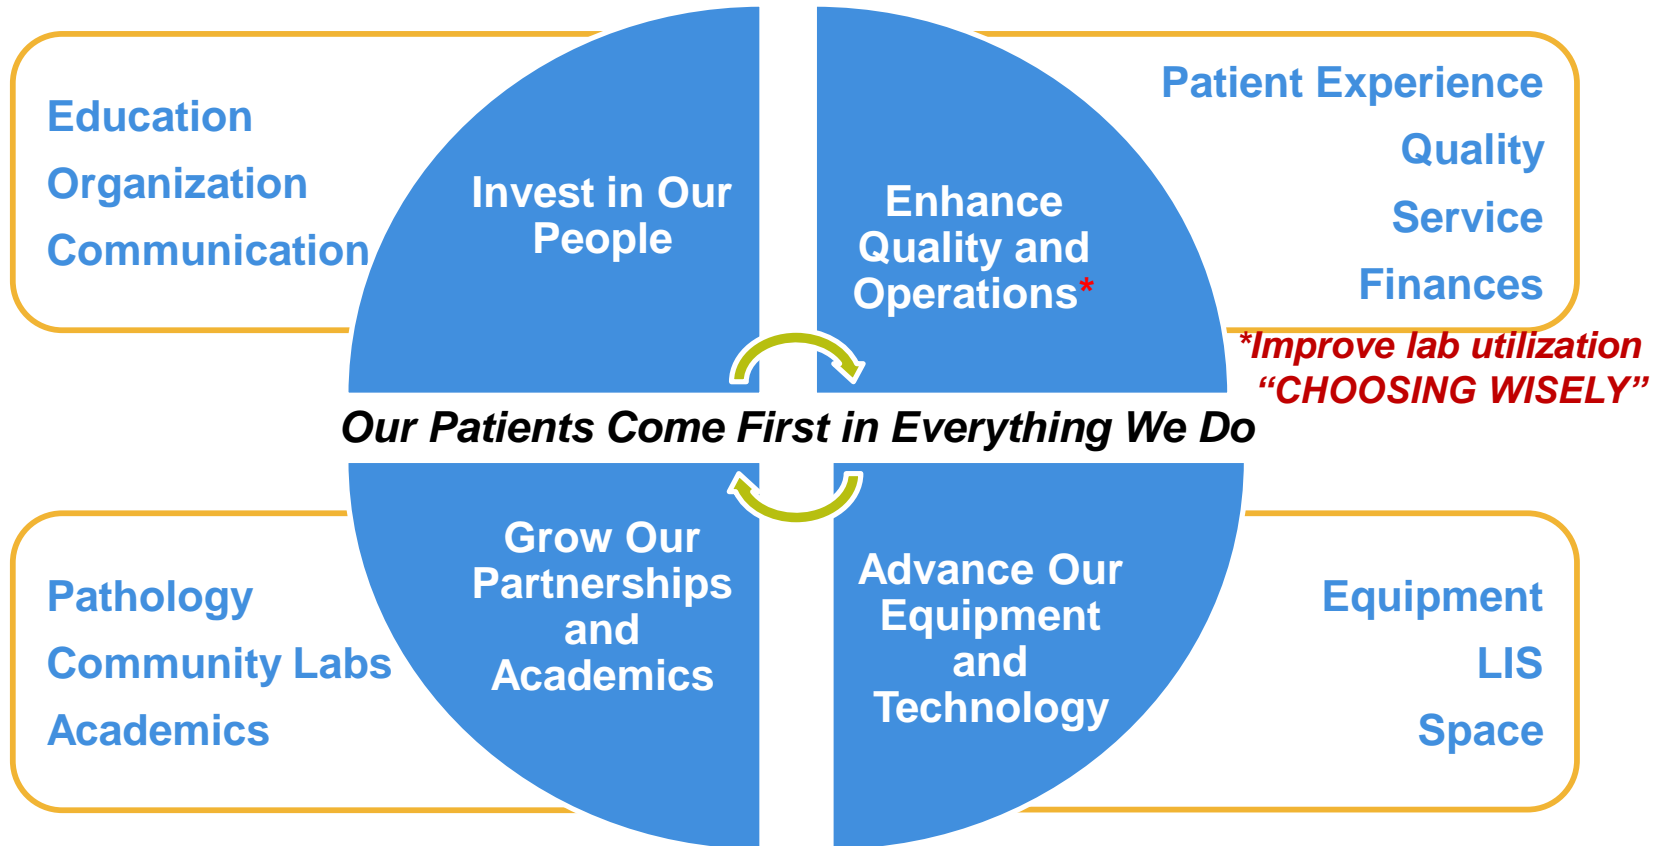 Education
Organization
Communication
Invest in Our
People
Enhance
Quality and
Operations*
Patient Experience
Quality
Service
Finances
*Improve lab utilization
“CHOOSING WISELY”
Our Patients Come First in Everything We Do
Pathology
Community Labs
Academics
Grow Our
Partnerships
and
Academics
Advance Our
Equipment
and
Technology
Equipment
LIS
Space